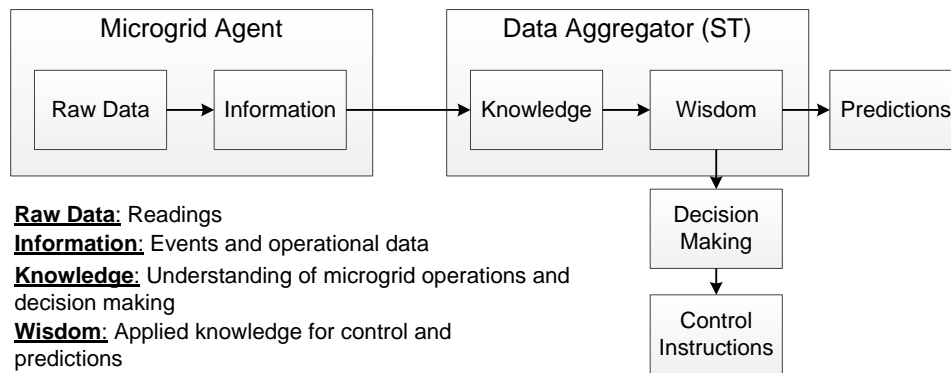 Microgrid Agent
Data Aggregator (ST)
Raw Data
Information
Knowledge
Wisdom
Predictions
Decision
Making
Control
Instructions
Raw Data: Readings
Information: Events and operational data
Knowledge: Understanding of microgrid operations and
decision making
Wisdom: Applied knowledge for control and
predictions